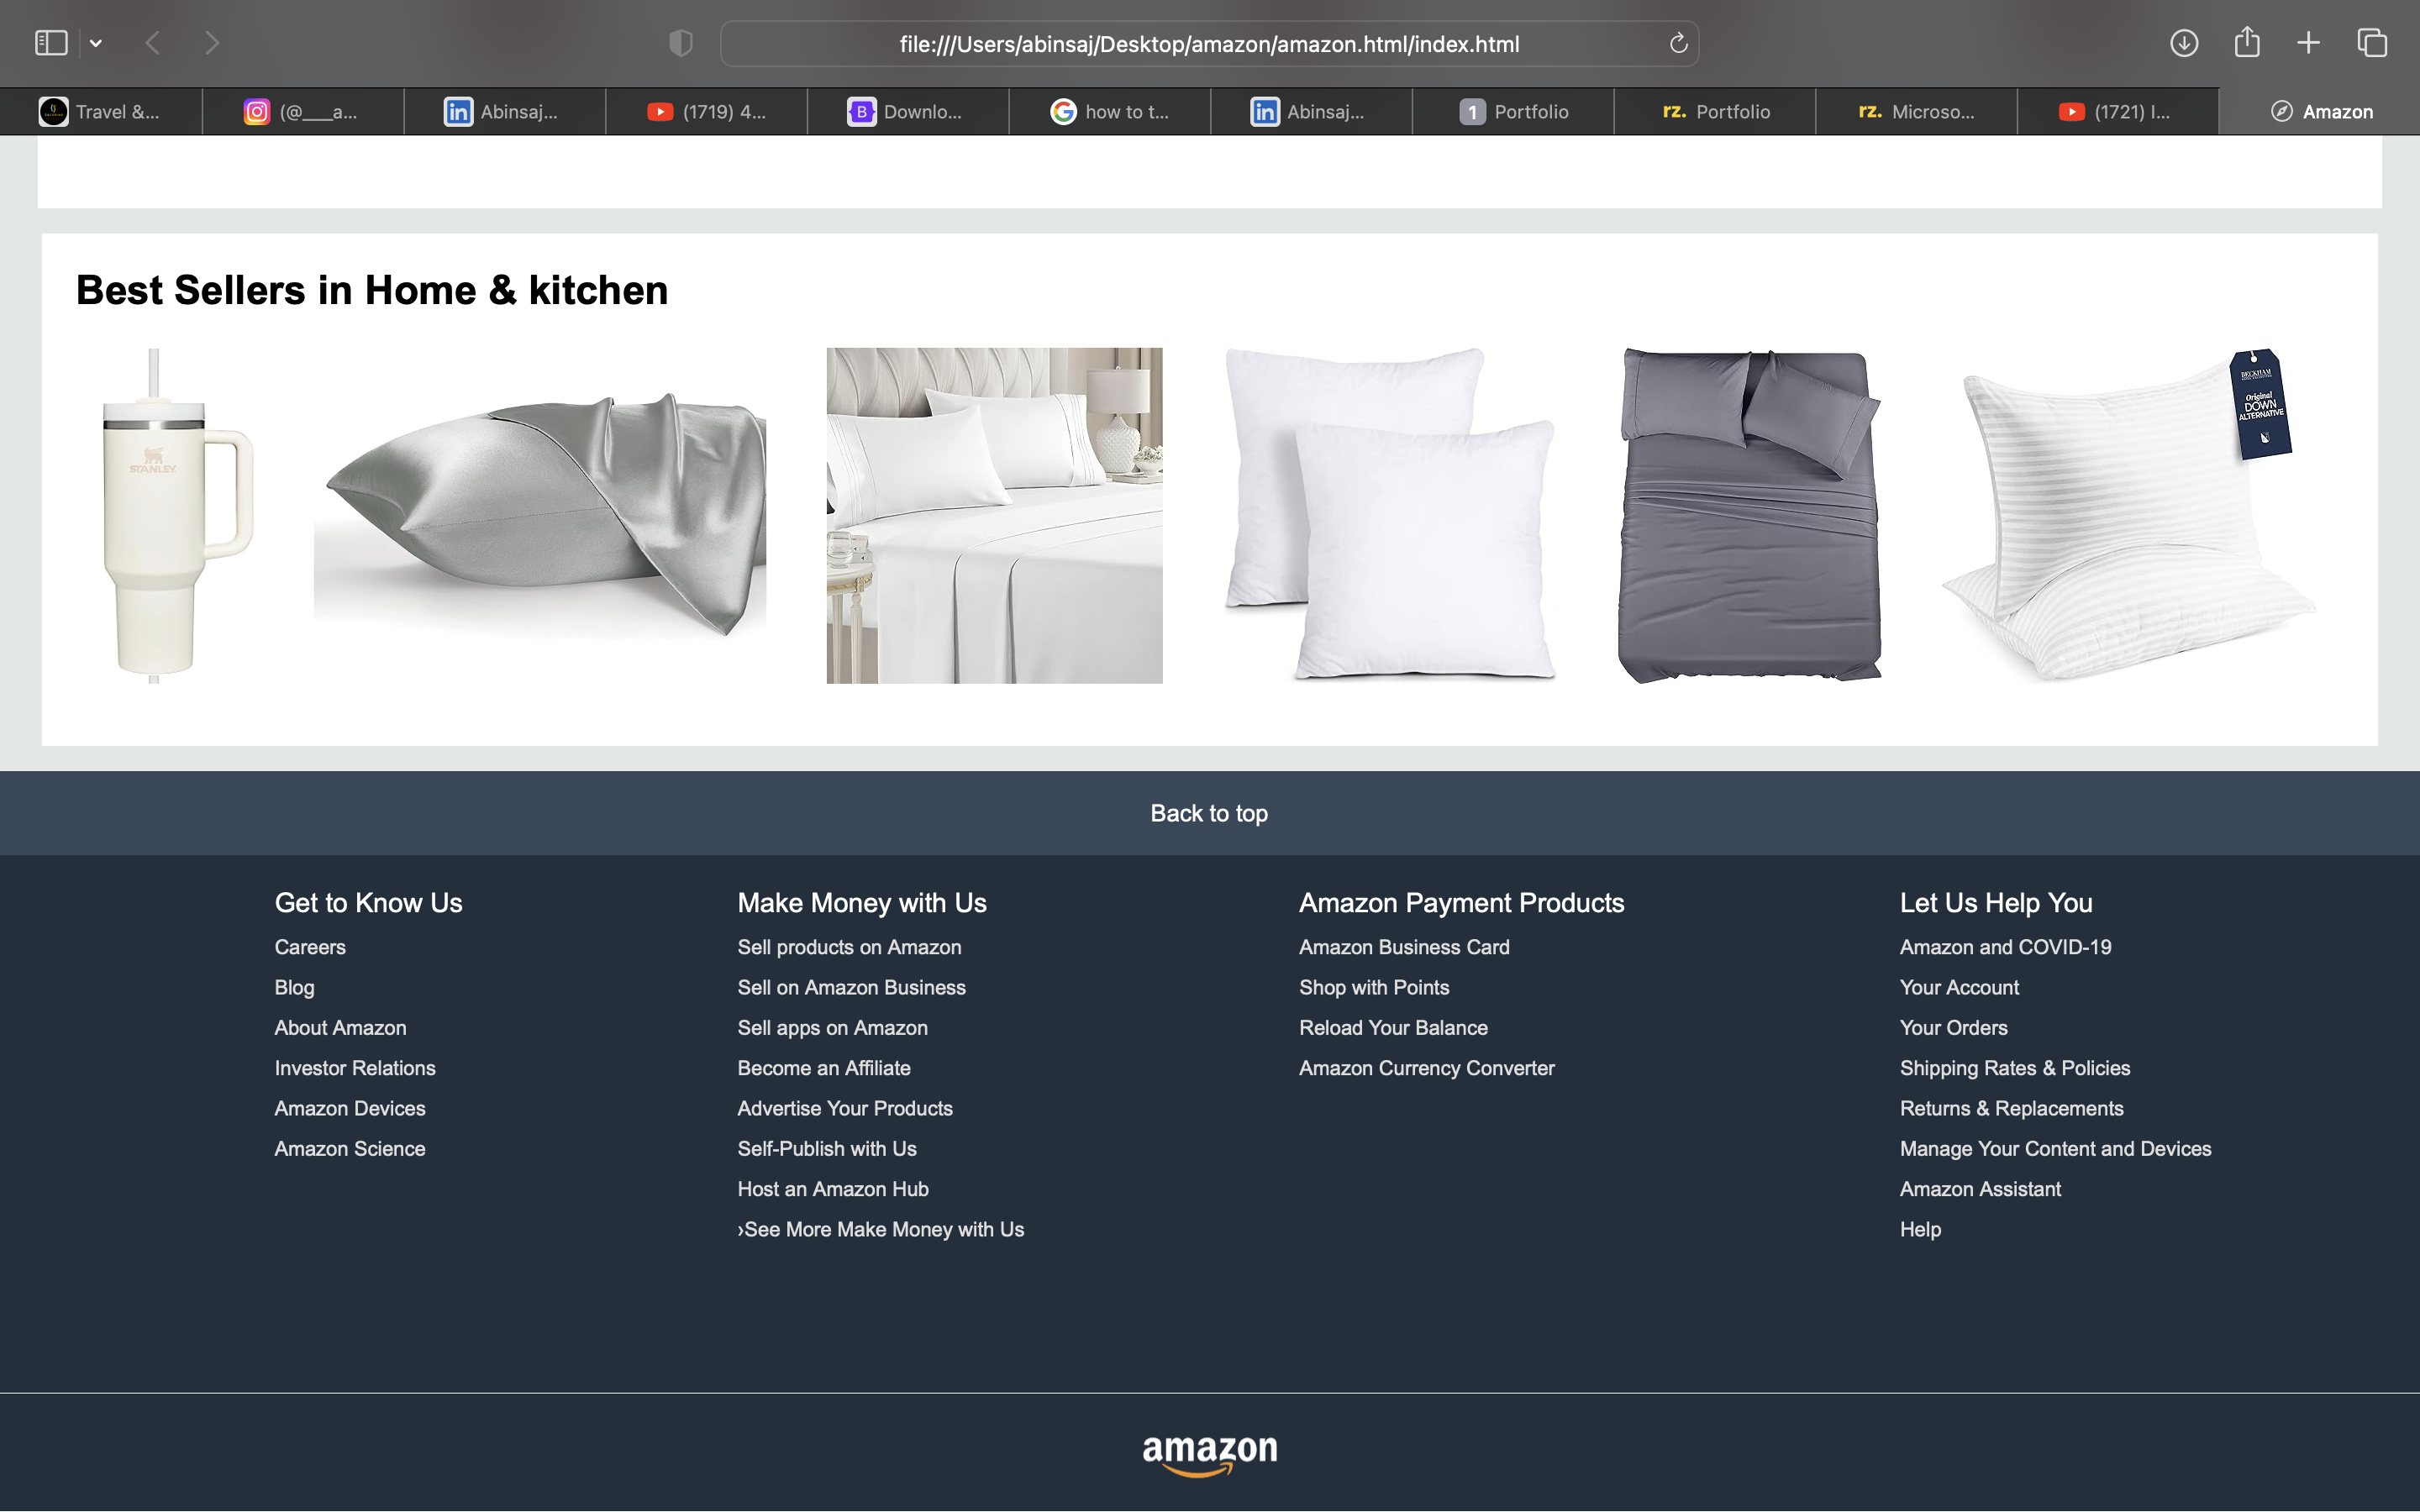 file:///Users/abinsaj/Desktop/amazon/amazon.html/index.html
Travel &...
(@___a...
Abinsaj...
(1719) 4...
B Downlo...
how to t...
Abinsaj...
1 Portfolio
rz. Portfolio
rz. Microso...
(1721) I...
Amazon
Best Sellers in Home & kitchen
STANLEY
BECKHAM
Original
DOWN
ALTERNATIVE
Back to top
Get to Know Us
Careers
Blog
About Amazon
Investor Relations
Amazon Devices
Amazon Science
Make Money with Us
Sell products on Amazon
Sell on Amazon Business
Sell apps on Amazon
Become an Affiliate
Advertise Your Products
Self-Publish with Us
Host an Amazon Hub
›See More Make Money with Us
Amazon Payment Products
Amazon Business Card
Shop with Points
Reload Your Balance
Amazon Currency Converter
Let Us Help You
Amazon and COVID-19
Your Account
Your Orders
Shipping Rates & Policies
Returns & Replacements
Manage Your Content and Devices
Amazon Assistant
Help
amazon